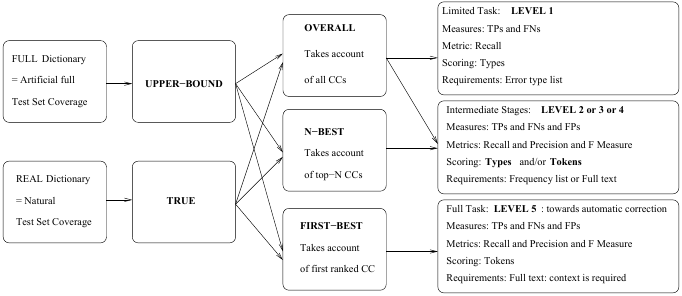 FULL Dictionary
= Artificial full
Test Set Coverage
REAL Dictionary
= Natural
Test Set Coverage
UPPER−BOUND
TRUE
OVERALL
Takes account
of all CCs
N−BEST
Takes account
of top−N CCs
FIRST−BEST
Takes account
of first ranked CC
Limited Task: LEVEL 1
Measures: TPs and FNs
Metric: Recall
Scoring: Types
Requirements: Error type list
Intermediate Stages: LEVEL 2 or 3 or 4
Measures: TPs and FNs and FPs
Metrics: Recall and Precision and F Measure
Scoring: Types and/or Tokens
Requirements: Frequency list or Full text
Full Task: LEVEL 5 : towards automatic correction
Measures: TPs and FNs and FPs
Metrics: Recall and Precision and F Measure
Scoring: Tokens
Requirements: Full text: context is required